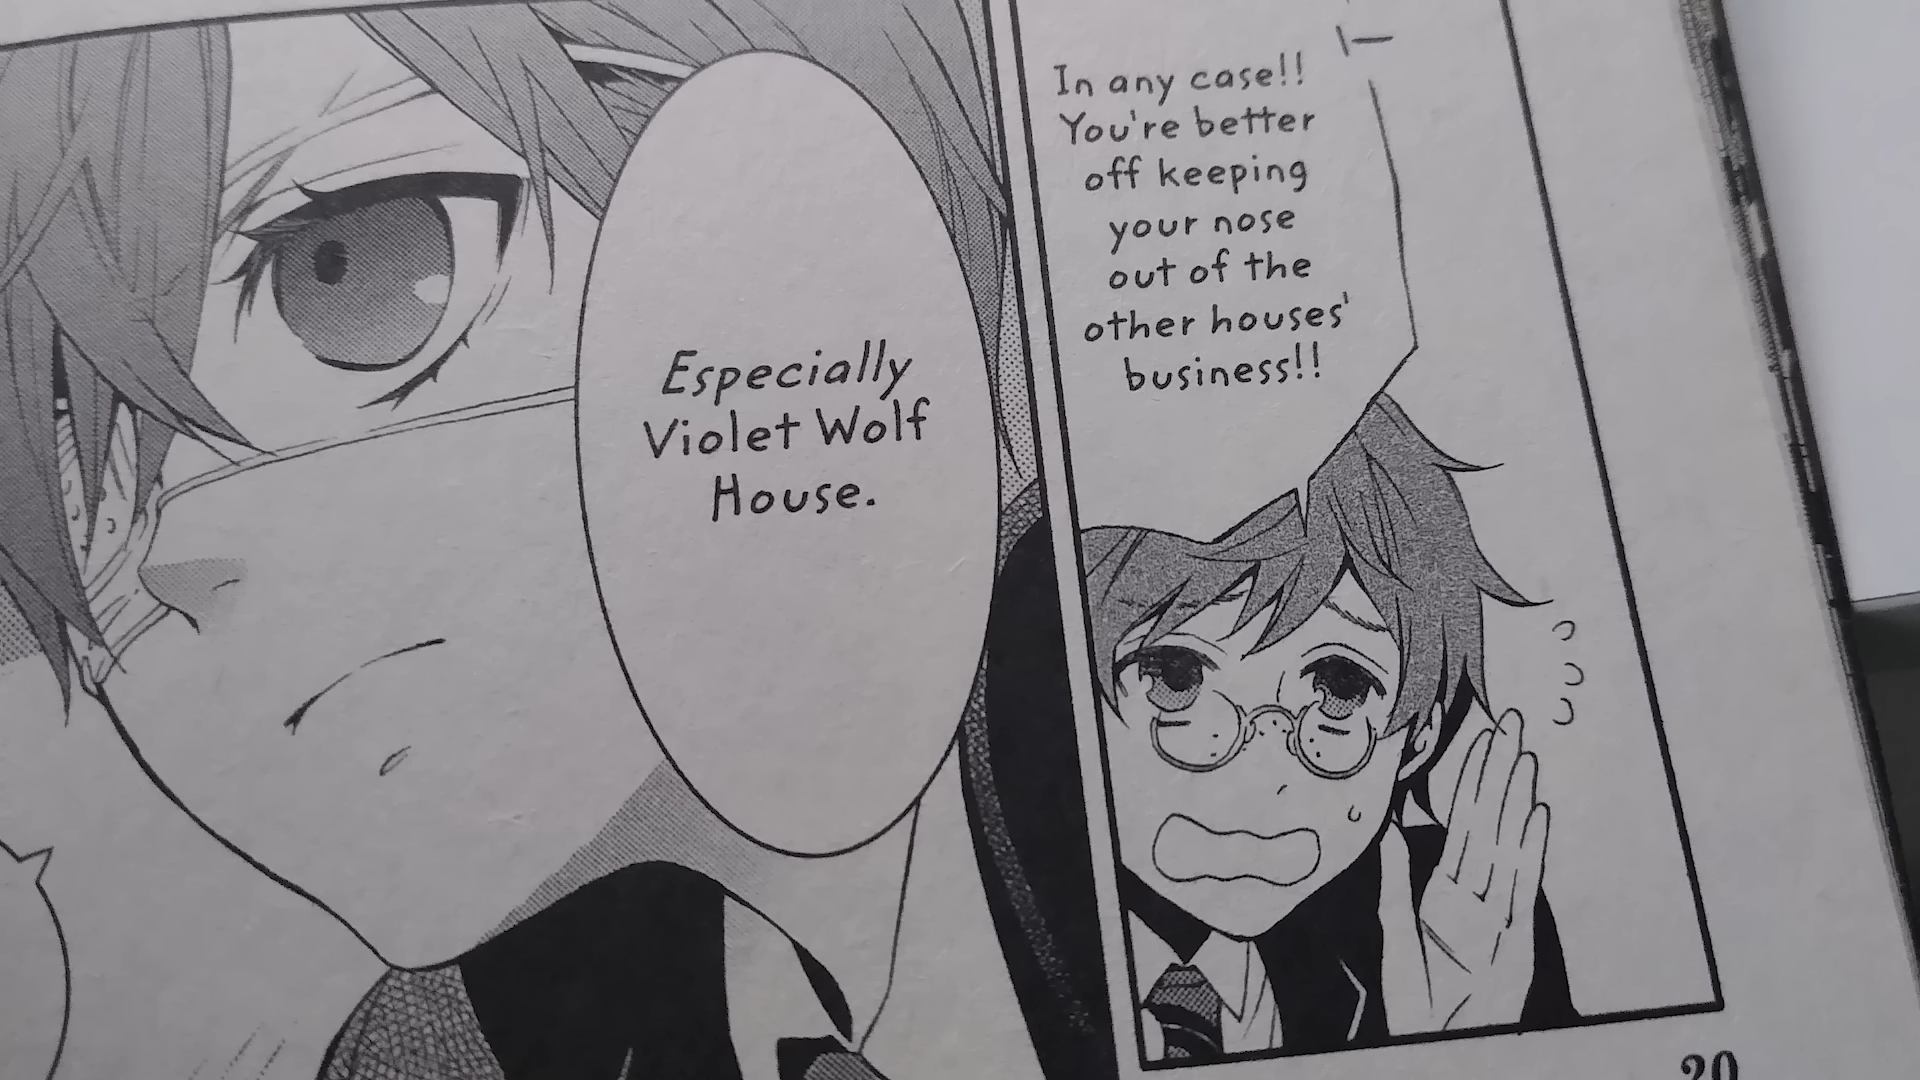 In any case!!
You're better
off keeping
your nose
out of the
other houses'
business!!
Especially
Violet Wolf
House.
20